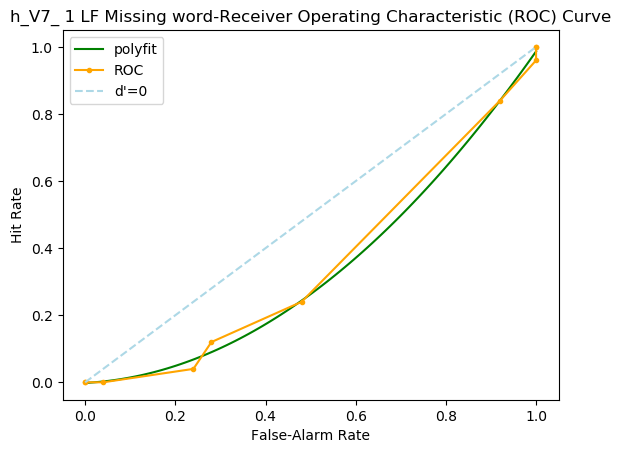 h_V7_ 1 LF Missing word-Receiver Operating Characteristic (ROC) Curve
polyfit
ROC
d'=0
Hit Rate
1.0
0.8
0.6
0.4
0.2
0.0
0.0 0.2 0.4 0.6 0.8 1.0
False-Alarm Rate